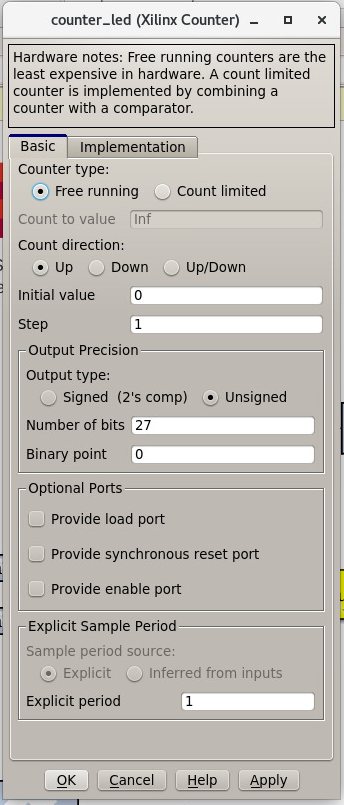 counter_led (Xilinx Counter)
Hardware notes: Free running counters are the
least expensive in hardware. A count limited
counter is implemented by combining a
counter with a comparator.
Basic Implementation
Counter type:
Free running Count limited
Count to value Inf
Count direction:
Up Down Up/Down
Initial value 0
Step 1
Output Precision
Output type:
Signed (2's comp) Unsigned
Number of bits 27
Binary point 0
Optional Ports
Provide load port
Provide synchronous reset port
Provide enable port
Explicit Sample Period
Sample period source:
Explicit Inferred from inputs
Explicit period 1
OK Cancel Help Apply